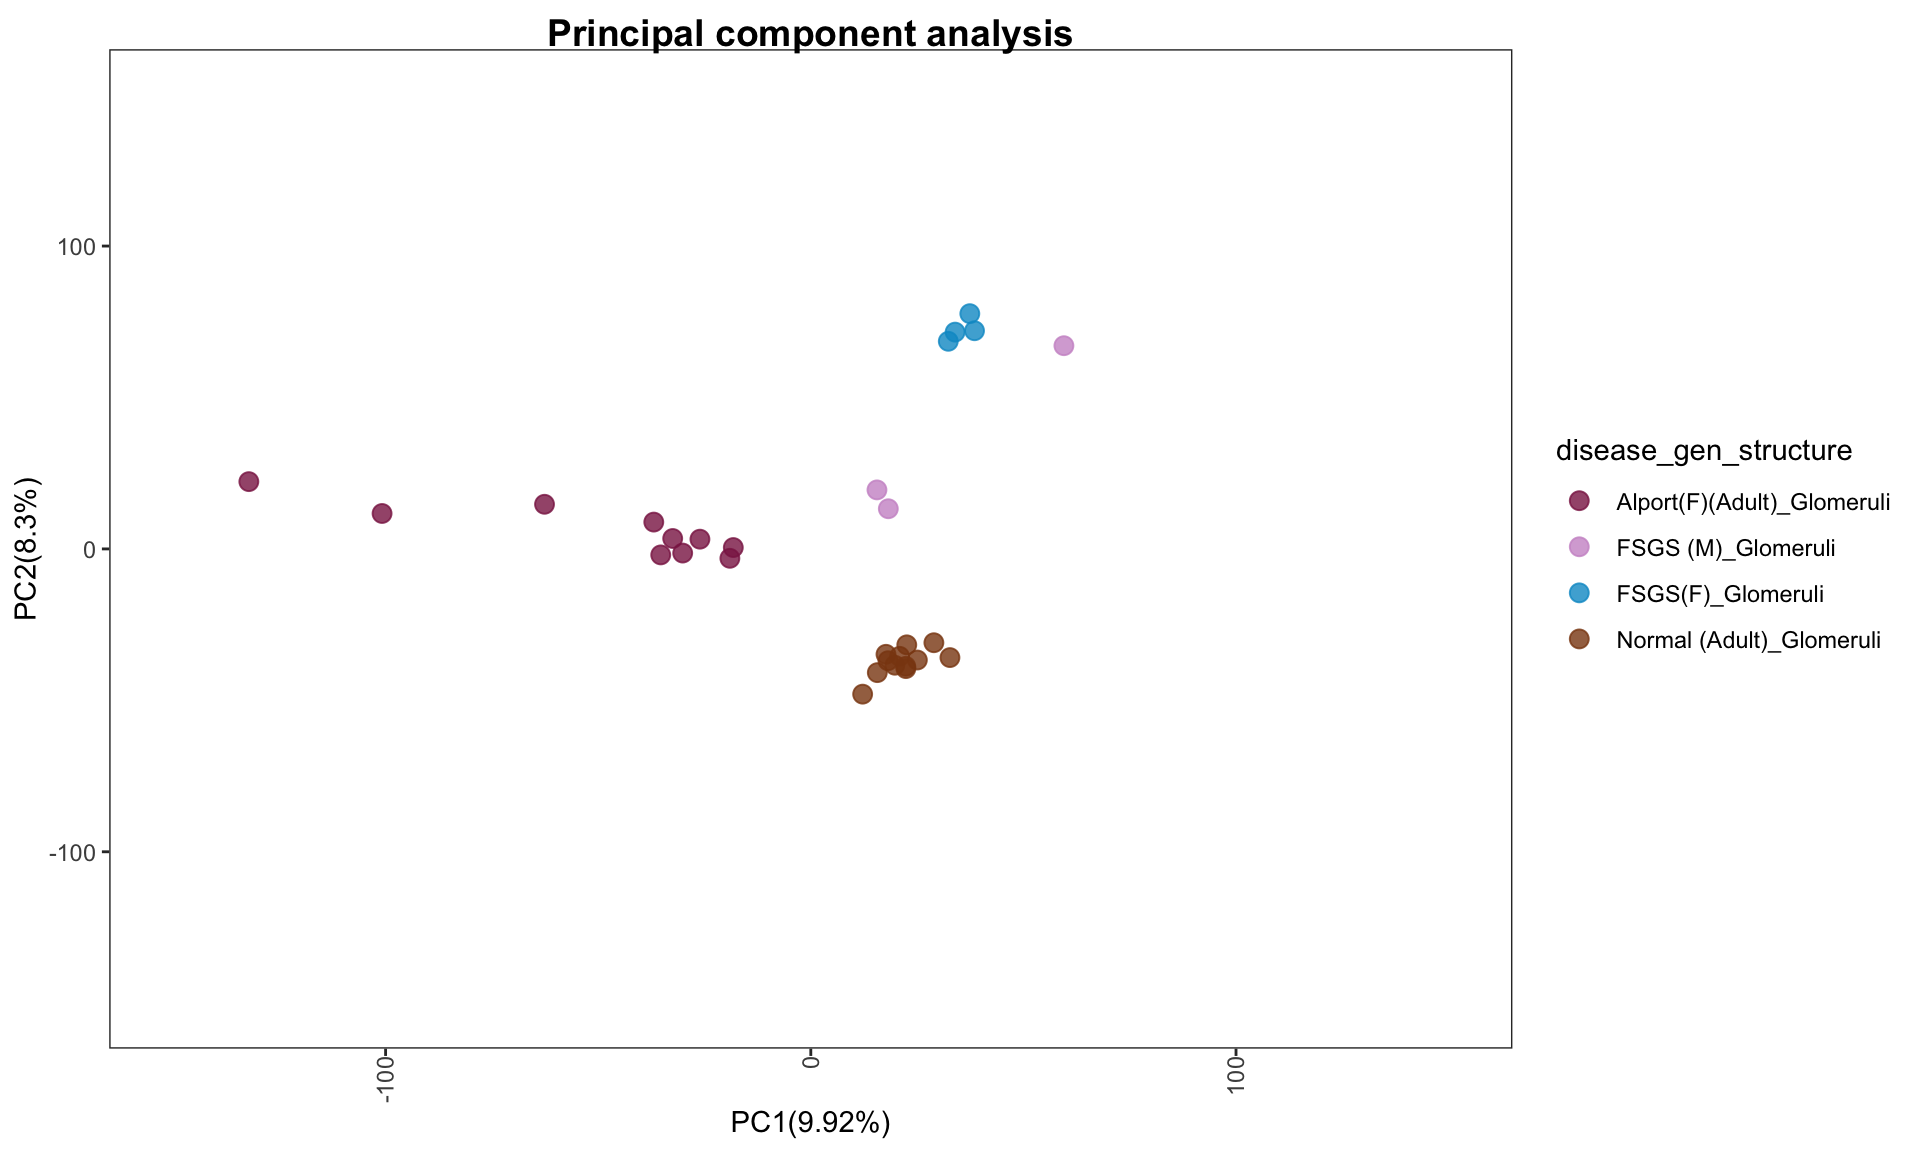 Principal component analysis
PC2(8.3%)
100
0
-100
-100
0
100
PC1(9.92%)
disease_gen_structure
Alport(F)(Adult)_Glomeruli
FSGS (M)_Glomeruli
FSGS(F)_Glomeruli
Normal (Adult)_Glomeruli